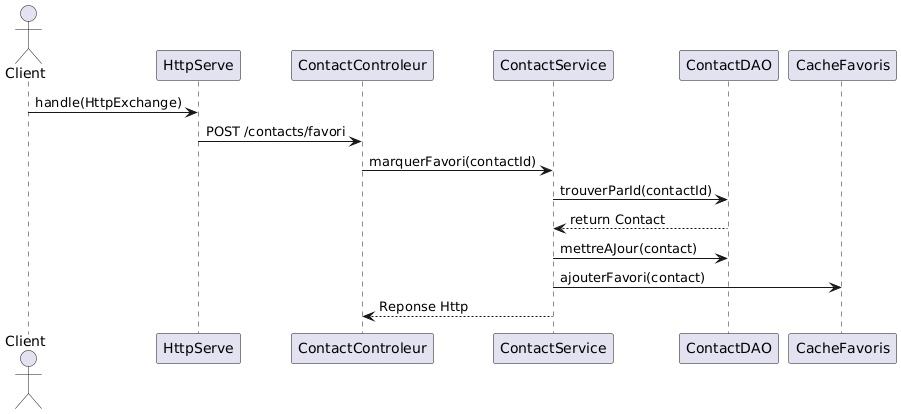 Client
HttpServe
ContactControleur
ContactService
ContactDAO
CacheFavoris
handle(HttpExchange)
POST /contacts/favori
marquerFavori(contactId)
trouverParId(contactId)
return Contact
mettreAJour(contact)
ajouterFavori(contact)
Reponse Http
Client
HttpServe
ContactControleur
ContactService
ContactDAO
CacheFavoris